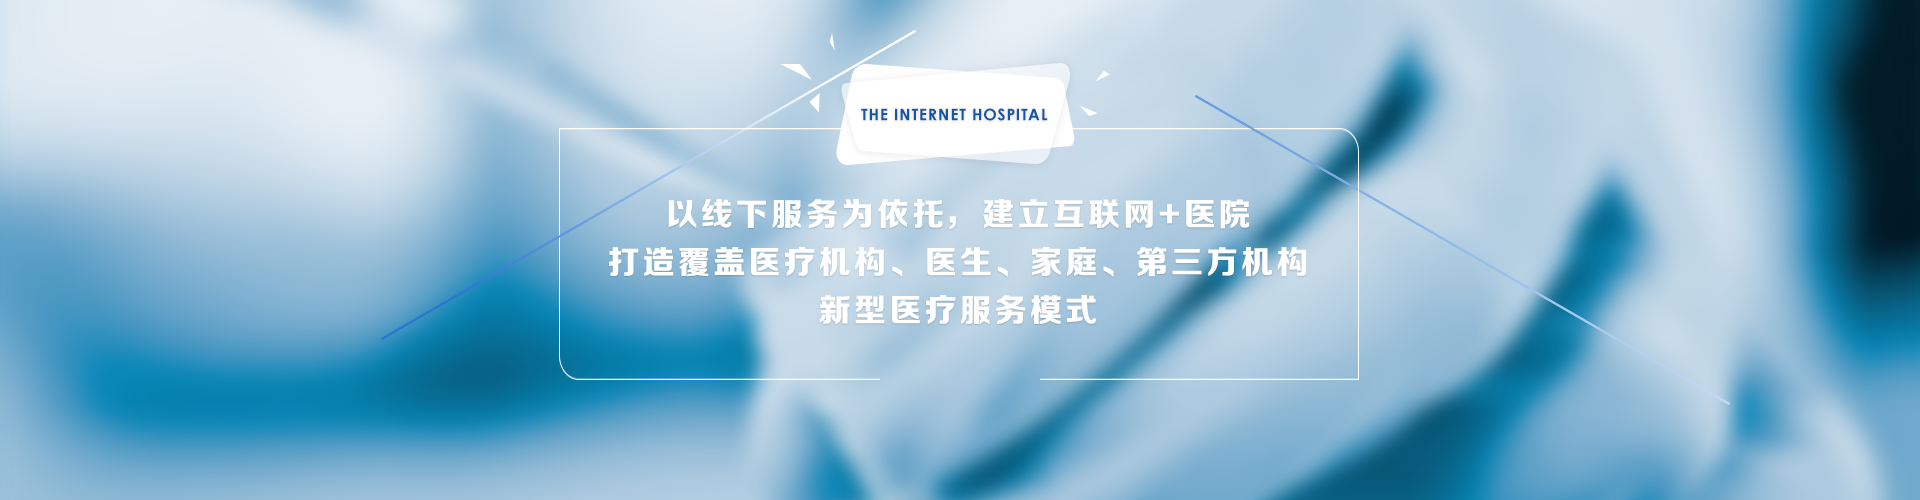 THE INTERNET HOSPITAL
以线下服务为依托，建立互联网+医院
打造覆盖医疗机构、医生、家庭、第三方机构
新型医疗服务模式